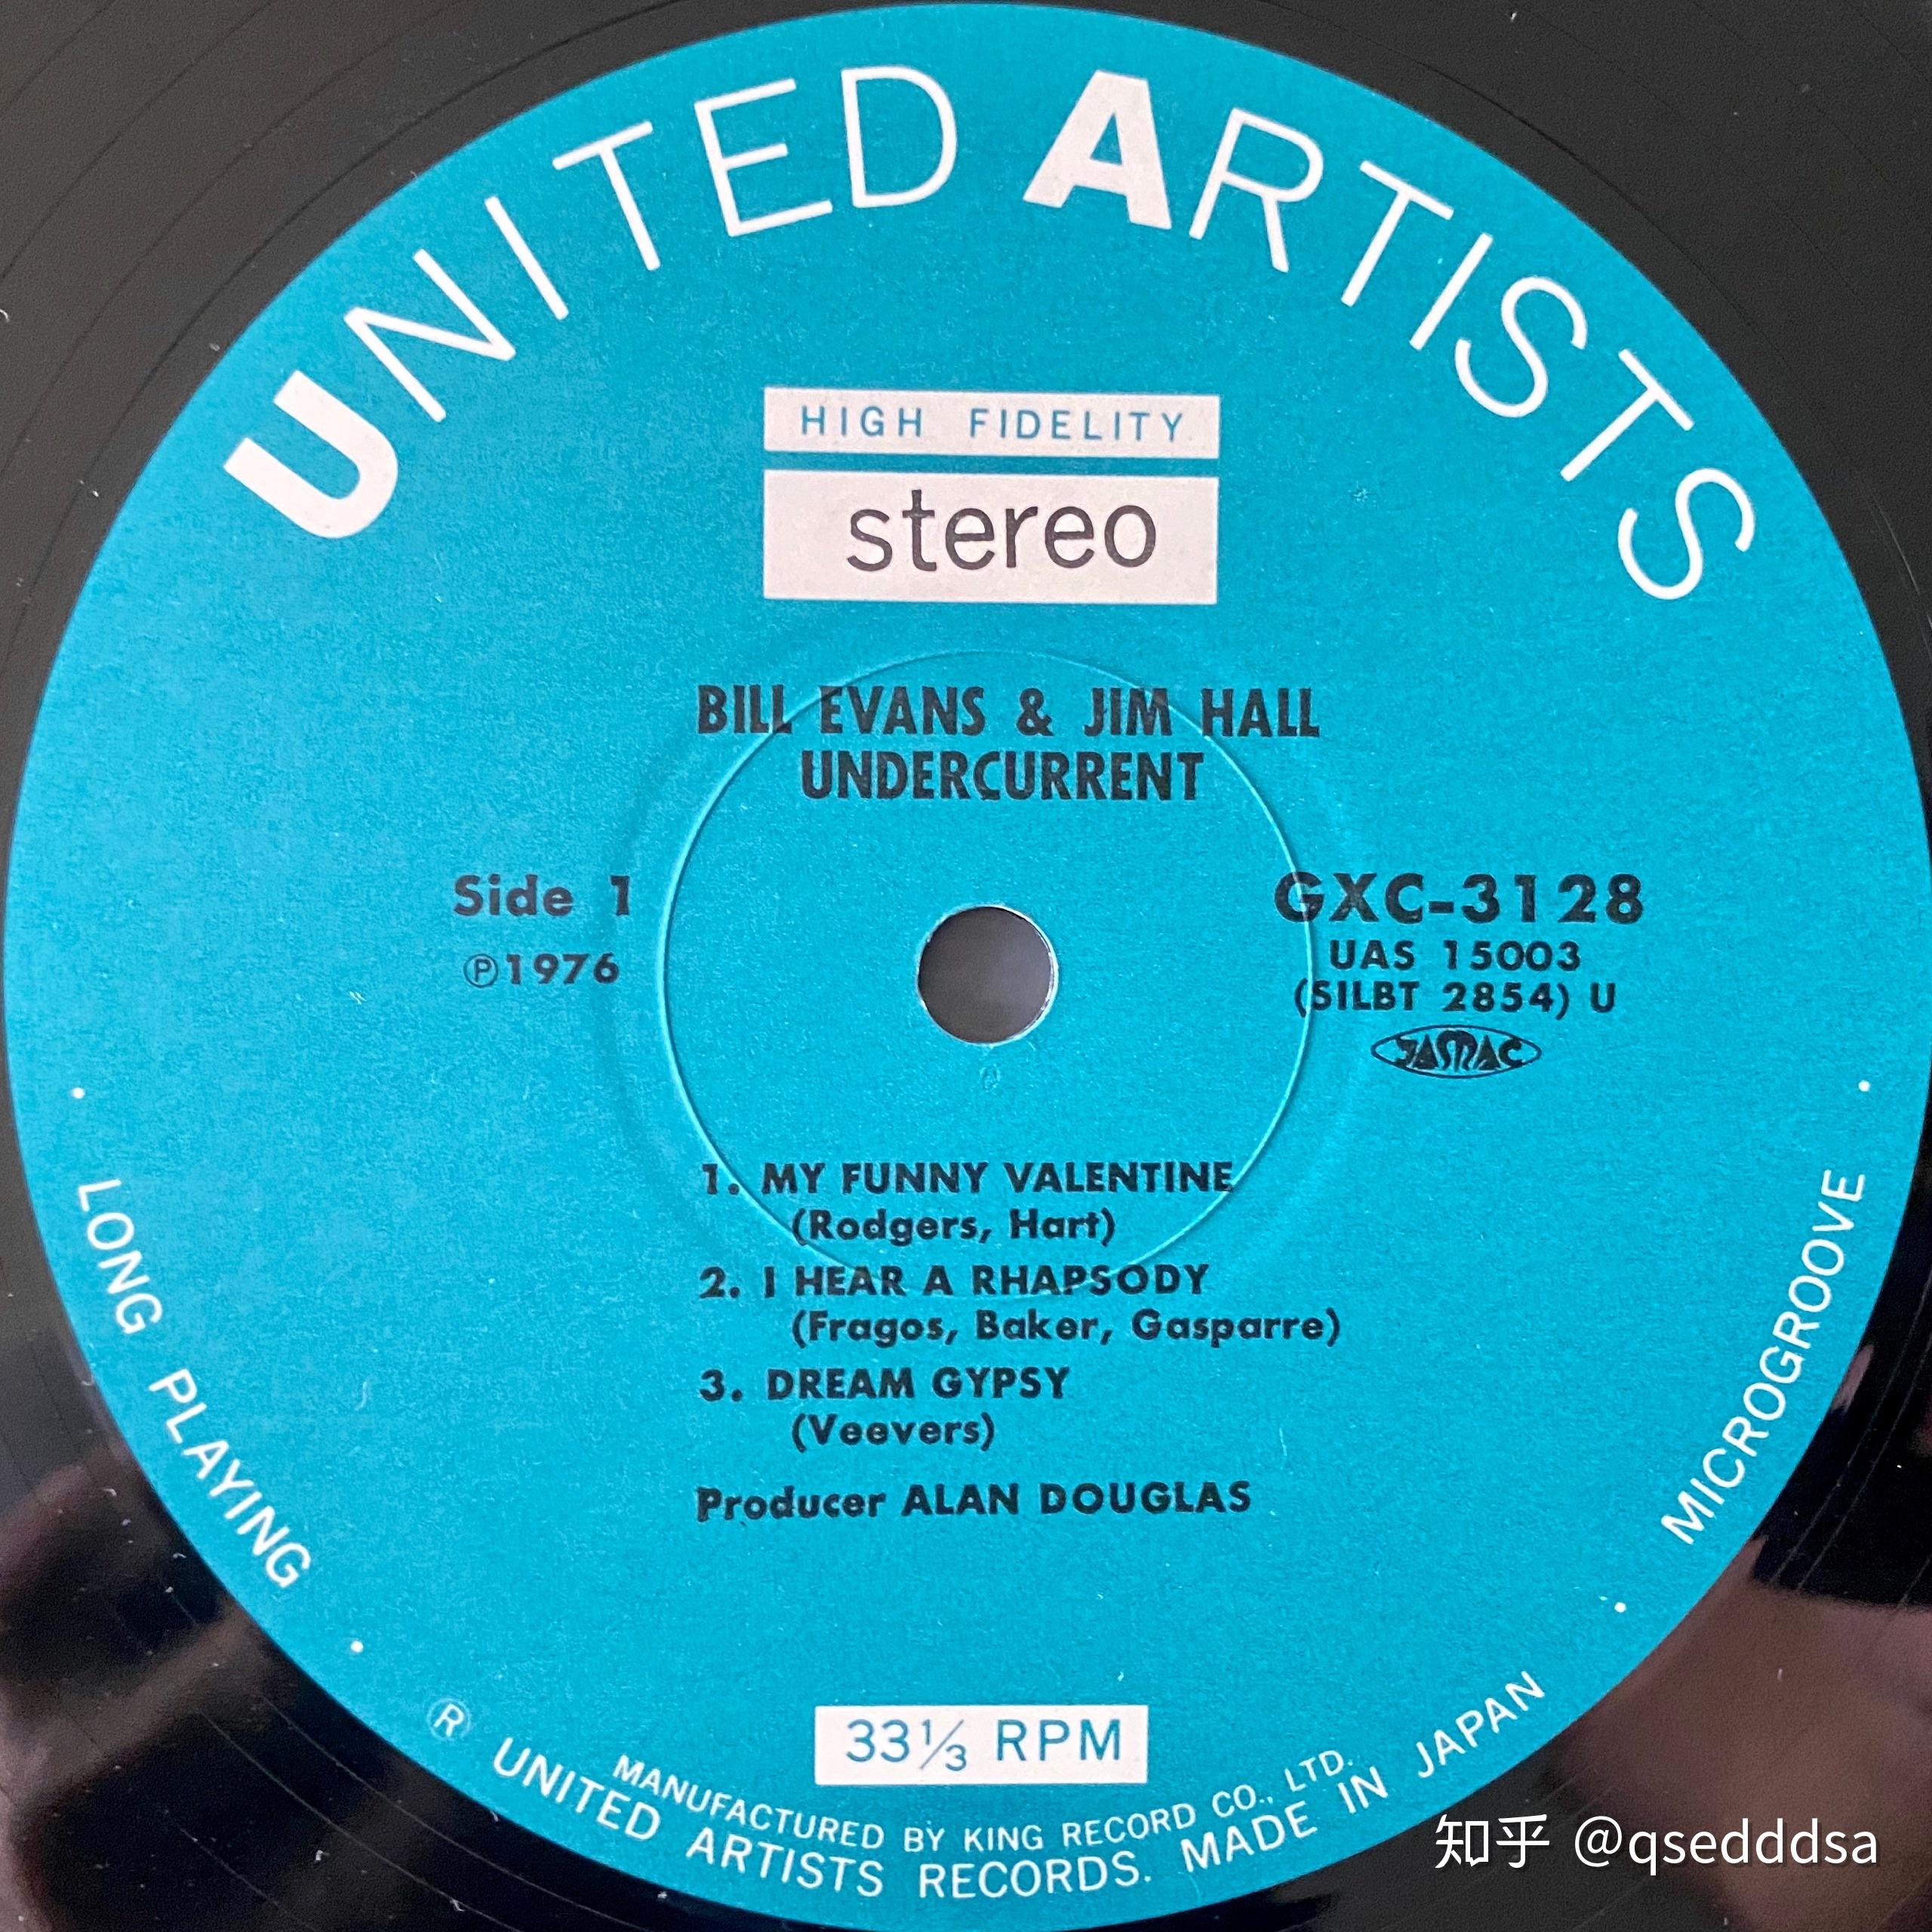 UNITED ARTISTS
HIGH FIDELITY
stereo
BILL EVANS & JIM HALL
UNDERCURRENT
Side 1
℗1976
GXC-3128
UAS 15003
(SILBT 2854) U
JASRAC
1. MY FUNNY VALENTINE
(Rodgers, Hart)
2. I HEAR A RHAPSODY
(Fragos, Baker, Gasparre)
3. DREAM GYPSY
(Veevers)
Producer ALAN DOUGLAS
· LONG PLAYING ·
· MICROGROOVE ·
33⅓ RPM
MANUFACTURED BY KING RECORD CO., LTD.
® UNITED ARTISTS RECORDS. MADE IN JAPAN
知乎 @qsedddsa